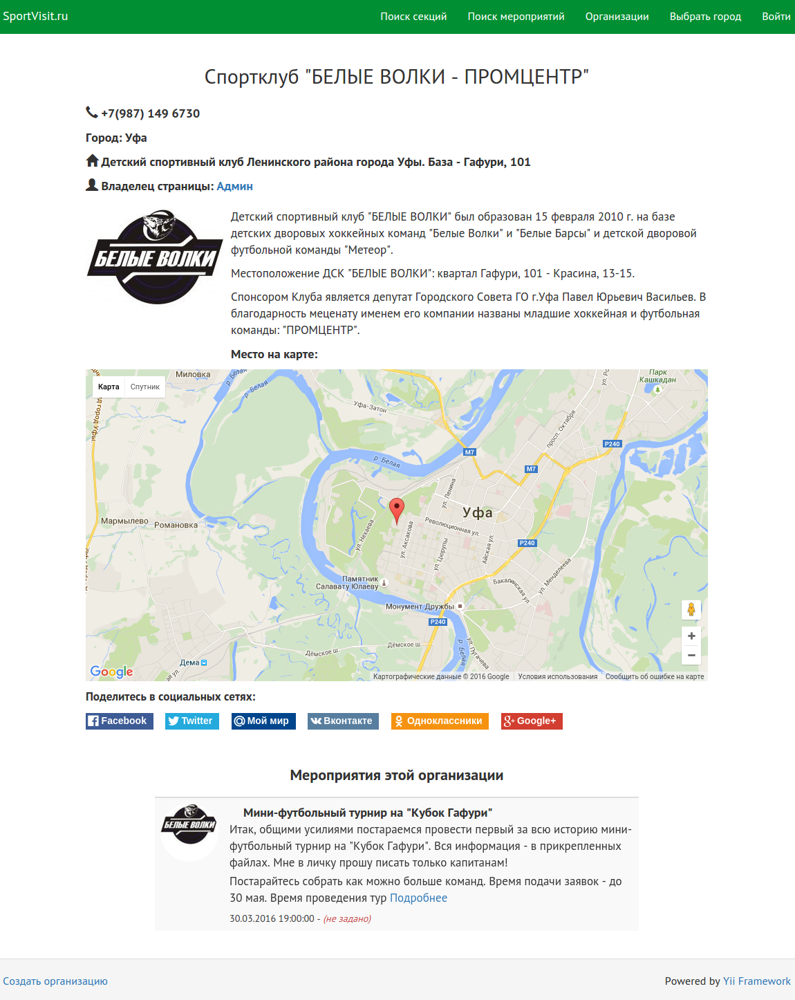 SportVisit.ru
Поиск секций
Поиск мероприятий
Организации
Выбрать город
Войти
Спортклуб "БЕЛЫЕ ВОЛКИ - ПРОМЦЕНТР"
+7(987) 149 6730
Город: Уфа
Детский спортивный клуб Ленинского района города Уфы. База - Гафури, 101
Владелец страницы: Админ
БЕЛЫЕ ВОЛКИ
Детский спортивный клуб "БЕЛЫЕ ВОЛКИ" был образован 15 февраля 2010 г. на базе
детских дворовых хоккейных команд "Белые Волки" и "Белые Барсы" и детской дворовой
футбольной команды "Метеор".
Местоположение ДСК "БЕЛЫЕ ВОЛКИ": квартал Гафури, 101 - Красина, 13-15.
Спонсором Клуба является депутат Городского Совета ГО г.Уфа Павел Юрьевич Васильев. В
благодарность меценату именем его компании названы младшие хоккейная и футбольная
команды: "ПРОМЦЕНТР".
Место на карте:
Карта
Спутник
Миловка
р. Белая
р. Белая
Уфа-Затон
Парк
Кашкадан
просп. Октября
P240
M7
M7
р. Белая
город Уфы
ул. Ленина
Уфа
Мармылево
Романовка
Революционная ул.
ул. Нехаева
ул. Аксакова
ул. Цюрупы
Айская ул.
P240
Памятник
Салавату Юлаеву
Бакалинская ул.
ул. Менделеева
Монумент Дружбы
P240
Дёмское ш.
Дёмское ш.
р. Белая
ул. Пугачева
Дема
Google
Картографические данные © 2016 Google
Условия использования
Сообщить об ошибке на карте
Поделитесь в социальных сетях:
Facebook
Twitter
Мой мир
Вконтакте
Одноклассники
Google+
Мероприятия этой организации
БЕЛЫЕ ВОЛКИ
Мини-футбольный турнир на "Кубок Гафури"
Итак, общими усилиями постараемся провести первый за всю историю мини-
футбольный турнир на "Кубок Гафури". Вся информация - в прикрепленных
файлах. Мне в личку прошу писать только капитанам!
Постарайтесь собрать как можно больше команд. Время подачи заявок - до
30 мая. Время проведения тур Подробнее
30.03.2016 19:00:00 - (не задано)
Создать организацию
Powered by Yii Framework